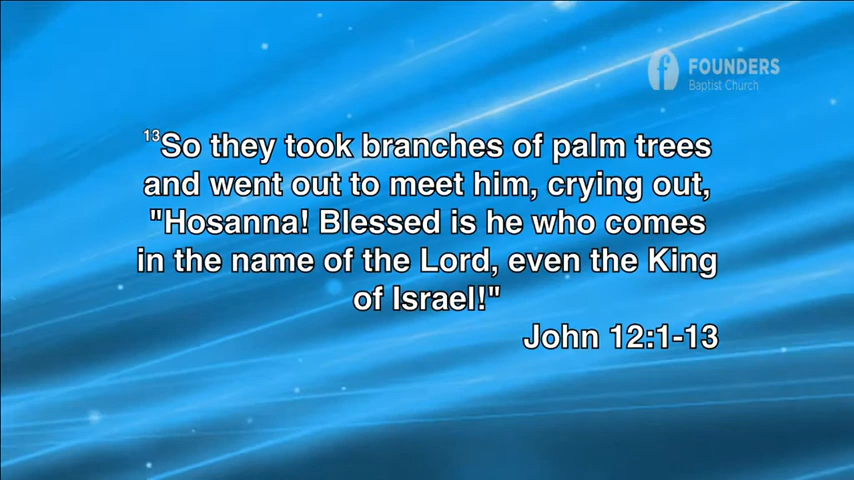 FOUNDERS
Baptist Church
13So they took branches of palm trees
and went out to meet him, crying out,
"Hosanna! Blessed is he who comes
in the name of the Lord, even the King
of Israel!"
John 12:1-13